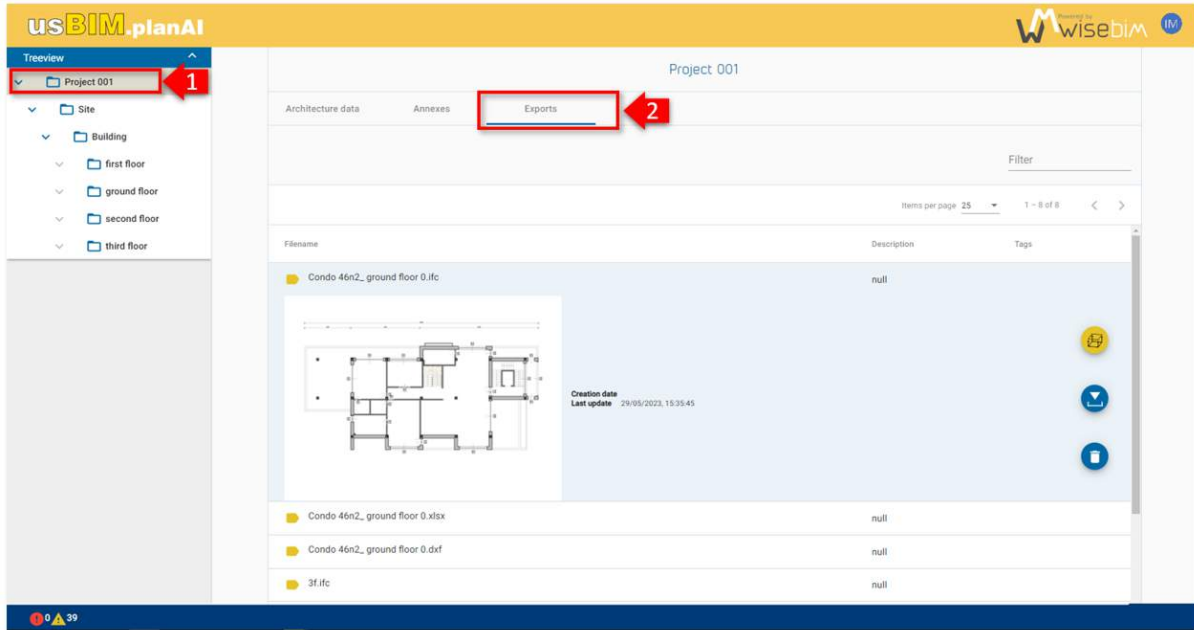 usBIM.planAI
Powered by
wisebim
IM
Treeview
Project 001
1
Site
Building
first floor
ground floor
second floor
third floor
Project 001
Architecture data Annexes Exports
2
Filter
Items per page 25 1 – 8 of 8
Filename Description Tags
Condo 46n2_ ground floor 0.ifc null
Creation date
Last update 29/05/2023, 15:35:45
Condo 46n2_ ground floor 0.xlsx null
Condo 46n2_ ground floor 0.dxf null
3f.ifc null
0 39